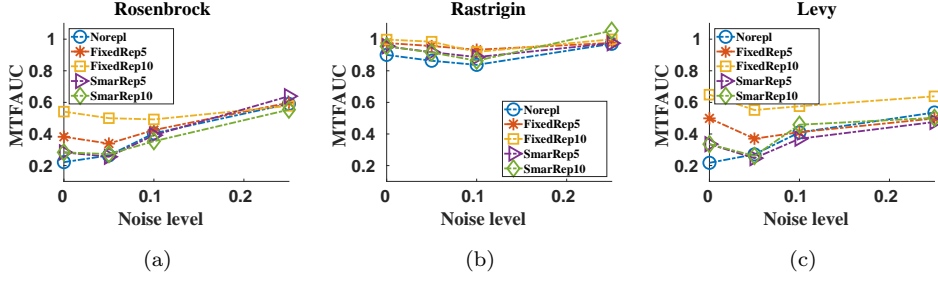 Rosenbrock
MTFAUC
1
0.8
0.6
0.4
0.2
Norepl
FixedRep5
FixedRep10
SmarRep5
SmarRep10
0
0.1
0.2
Noise level
(a)
Rastrigin
MTFAUC
1
0.8
0.6
0.4
0.2
Norepl
FixedRep5
FixedRep10
SmarRep5
SmarRep10
0
0.1
0.2
Noise level
(b)
Levy
MTFAUC
1
0.8
0.6
0.4
0.2
Norepl
FixedRep5
FixedRep10
SmarRep5
SmarRep10
0
0.1
0.2
Noise level
(c)